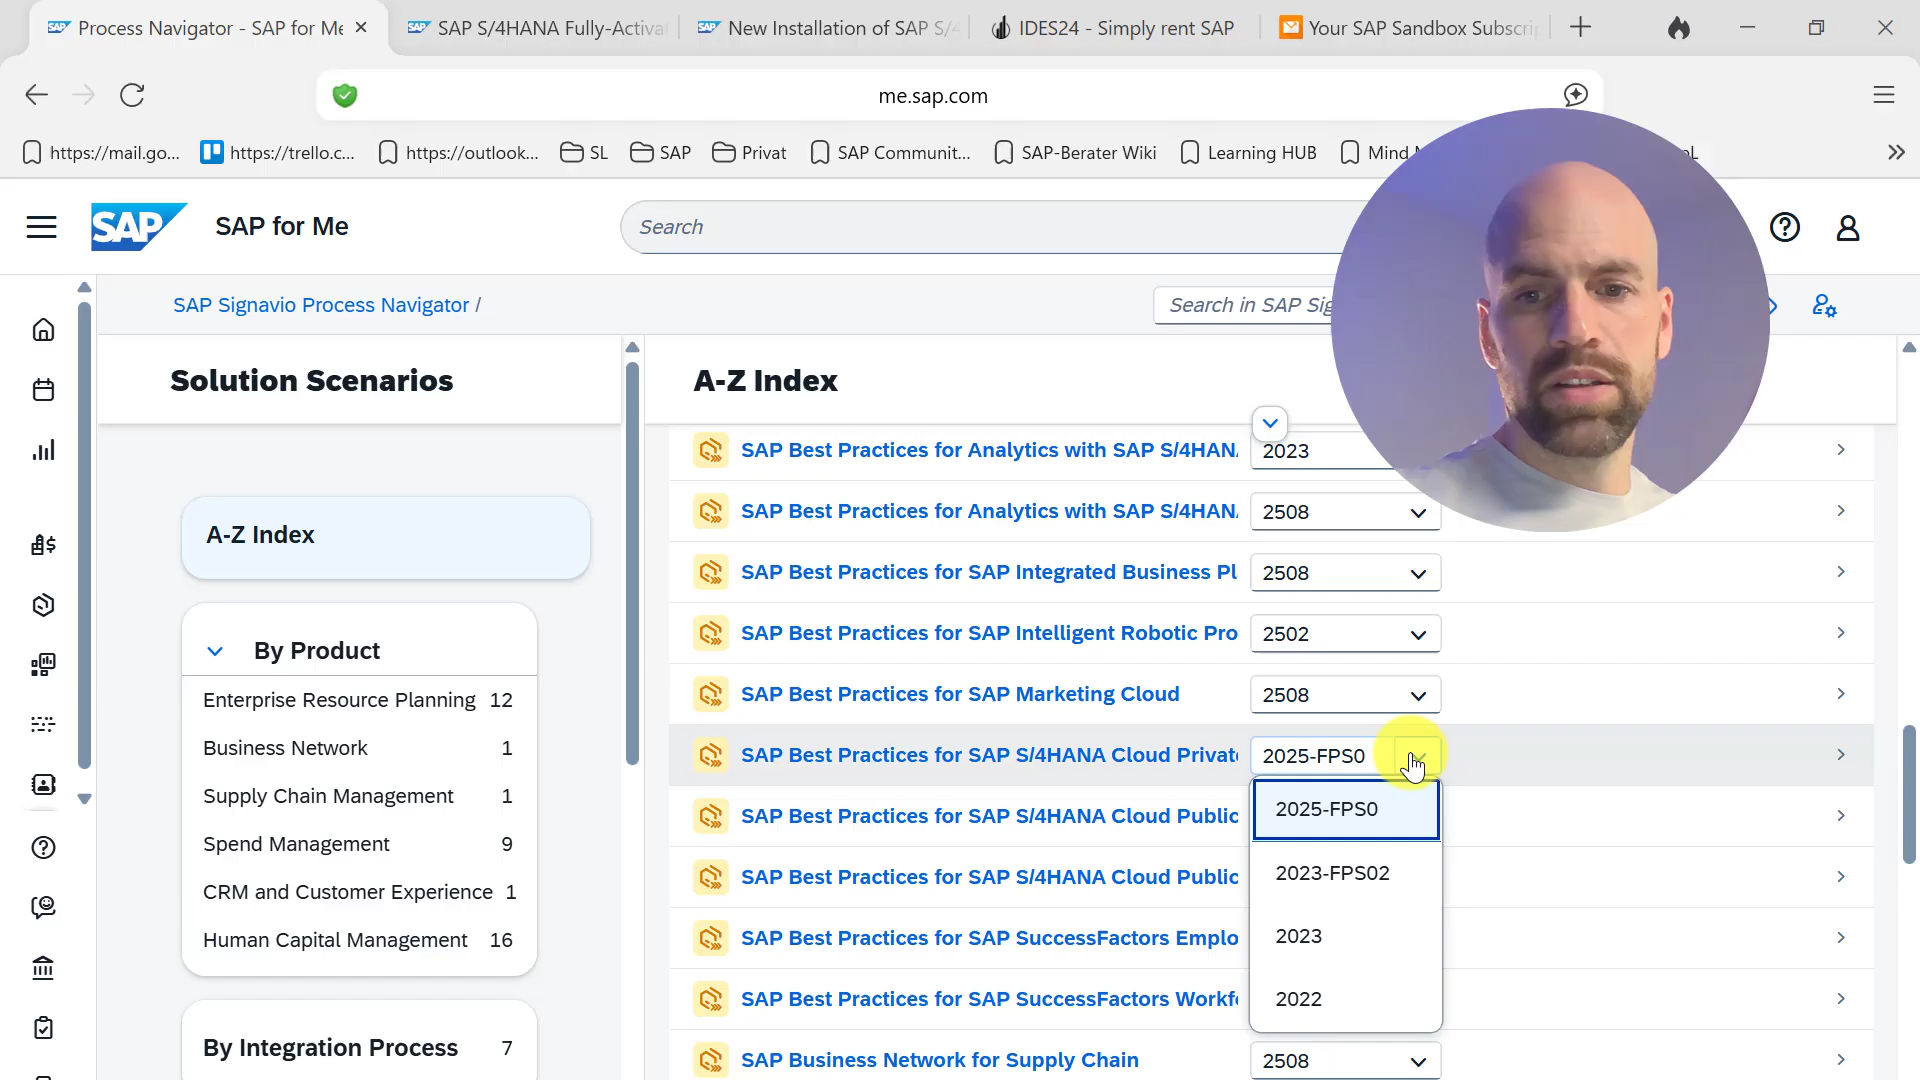 Process Navigator - SAP for Me
SAP S/4HANA Fully-Activa
New Installation of SAP S/4
IDES24 - Simply rent SAP
Your SAP Sandbox Subscri
me.sap.com
https://mail.go...
https://trello.c...
https://outlook...
SL
SAP
Privat
SAP Communit...
SAP-Berater Wiki
Learning HUB
Mind
SAP
SAP for Me
Search
SAP Signavio Process Navigator /
Search in SAP Sig
Solution Scenarios
A-Z Index
By Product
Enterprise Resource Planning 12
Business Network 1
Supply Chain Management 1
Spend Management 9
CRM and Customer Experience 1
Human Capital Management 16
By Integration Process 7
A-Z Index
SAP Best Practices for Analytics with SAP S/4HAN 2023
SAP Best Practices for Analytics with SAP S/4HAN 2508
SAP Best Practices for SAP Integrated Business Pl 2508
SAP Best Practices for SAP Intelligent Robotic Pro 2502
SAP Best Practices for SAP Marketing Cloud 2508
SAP Best Practices for SAP S/4HANA Cloud Private 2025-FPS0
2025-FPS0
SAP Best Practices for SAP S/4HANA Cloud Public
2023-FPS02
SAP Best Practices for SAP S/4HANA Cloud Public
2023
SAP Best Practices for SAP SuccessFactors Emplo
2022
SAP Best Practices for SAP SuccessFactors Workf
SAP Business Network for Supply Chain 2508